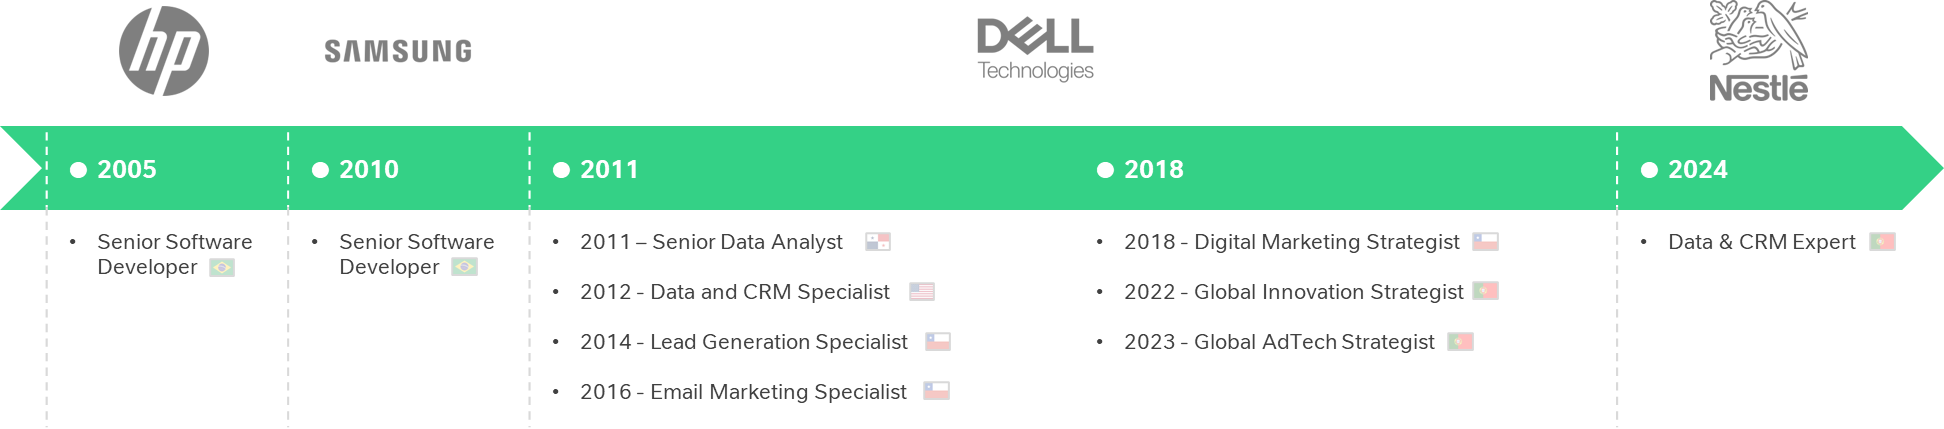 hp
SAMSUNG
DELL
Technologies
Nestlé
2005
2010
2011
2018
2024
• Senior Software
Developer
• Senior Software
Developer
• 2011 – Senior Data Analyst
• 2012 - Data and CRM Specialist
• 2014 - Lead Generation Specialist
• 2016 - Email Marketing Specialist
• 2018 - Digital Marketing Strategist
• 2022 - Global Innovation Strategist
• 2023 - Global AdTech Strategist
• Data & CRM Expert